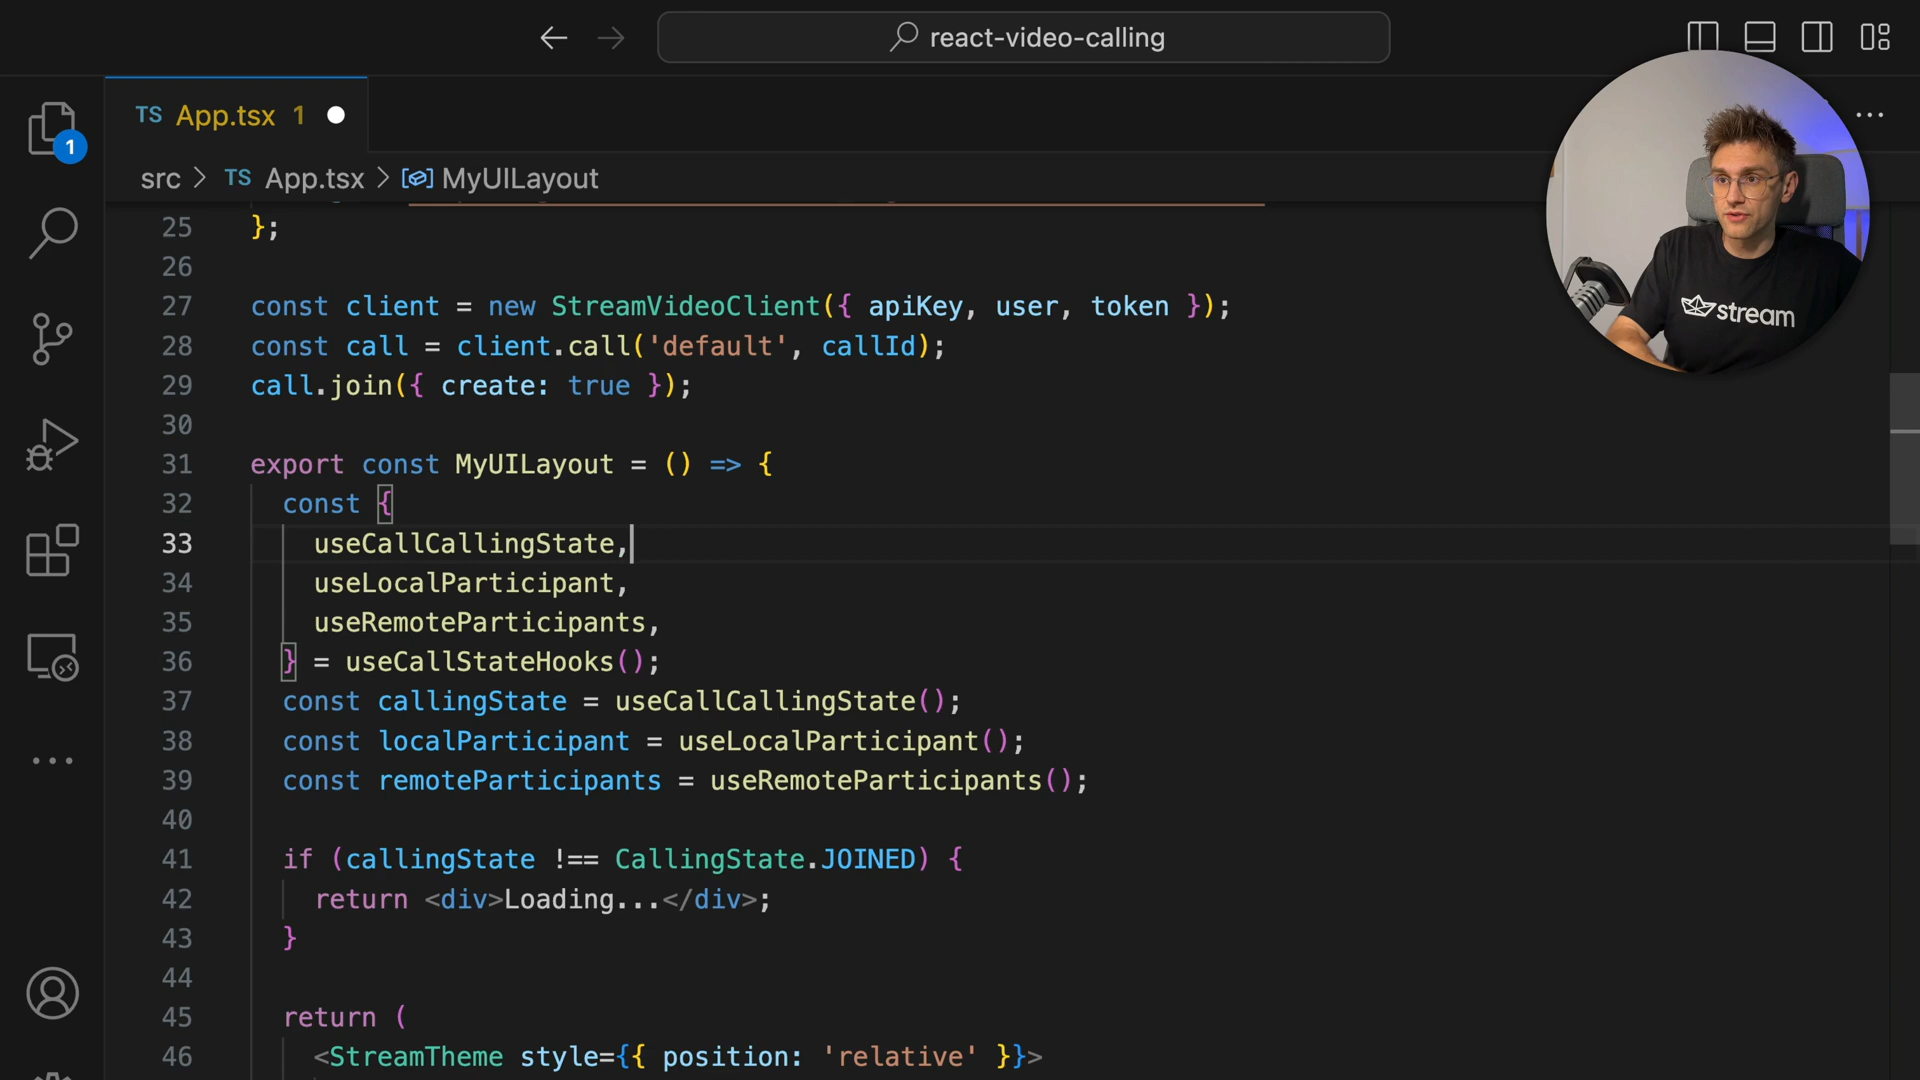 react-video-calling
TS App.tsx 1
1
src > TS App.tsx > MyUILayout
stream
25 };
26
27 const client = new StreamVideoClient({ apiKey, user, token });
28 const call = client.call('default', callId);
29 call.join({ create: true });
30
31 export const MyUILayout = () => {
32 const {
33 useCallCallingState,
34 useLocalParticipant,
35 useRemoteParticipants,
36 } = useCallStateHooks();
37 const callingState = useCallCallingState();
38 const localParticipant = useLocalParticipant();
39 const remoteParticipants = useRemoteParticipants();
40
41 if (callingState !== CallingState.JOINED) {
42 return <div>Loading...</div>;
43 }
44
45 return (
46 <StreamTheme style={{ position: 'relative' }}>